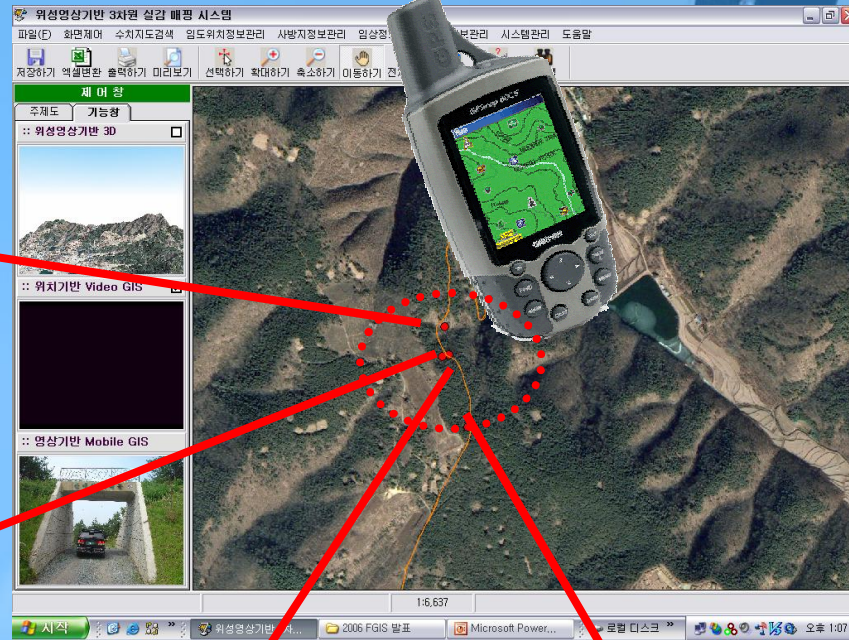 위성영상기반 3차원 실감 매핑 시스템
파일(F) 화면제어 수치지도검색 임도위치정보관리 사방지정보관리 임상정 보관리 시스템관리 도움말
저장하기 엑셀변환 출력하기 미리보기 선택하기 확대하기 축소하기 이동하기
제 어 창
주제도 기능창
:: 위성영상기반 3D
:: 위치기반 Video GIS
:: 영상기반 Mobile GIS
GPSmap 60CS
GARMIN
1:6,637
시작 위성영상기반 2006 FGIS 발표 Microsoft Power... 로컬 디스크 오후 1:07